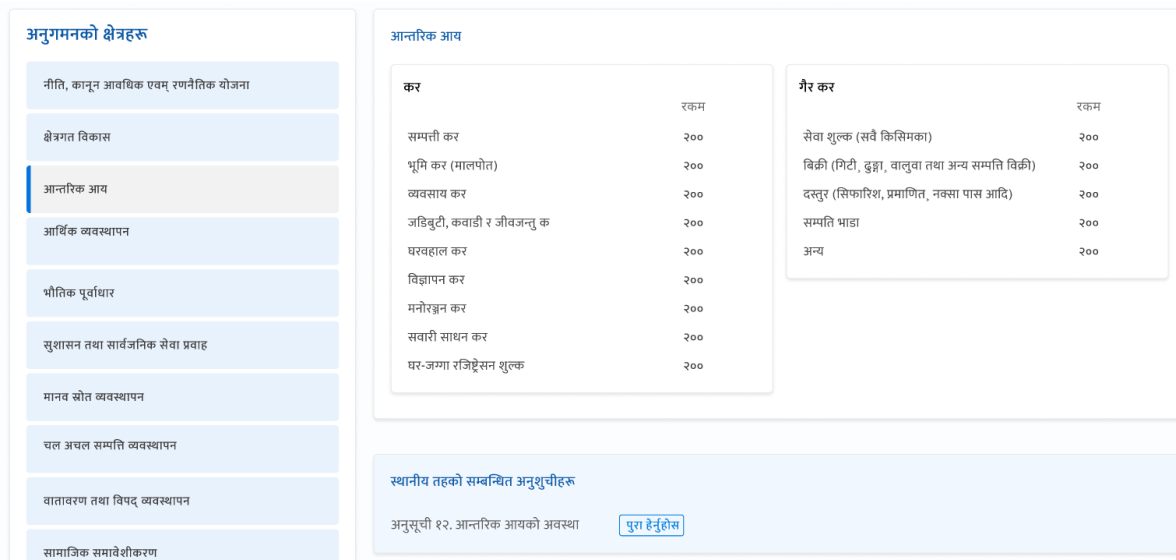 अनुगमनको क्षेत्रहरू
नीति, कानून आवधिक एवम् रणनैतिक योजना
क्षेत्रगत विकास
आन्तरिक आय
आर्थिक व्यवस्थापन
भौतिक पूर्वाधार
सुशासन तथा सार्वजनिक सेवा प्रवाह
मानव स्रोत व्यवस्थापन
चल अचल सम्पत्ति व्यवस्थापन
वातावरण तथा विपद् व्यवस्थापन
सामाजिक समावेशीकरण
आन्तरिक आय
कर
रकम
सम्पत्ती कर २००
भूमि कर (मालपोत) २००
व्यवसाय कर २००
जडिबुटी, कवाडी र जीवजन्तु क २००
घरवहाल कर २००
विज्ञापन कर २००
मनोरञ्जन कर २००
सवारी साधन कर २००
घर-जग्गा रजिष्ट्रेसन शुल्क २००
गैर कर
रकम
सेवा शुल्क (सवै किसिमका) २००
बिक्री (गिटी¸ ढुङ्गा¸ वालुवा तथा अन्य सम्पत्ति विक्री) २००
दस्तुर (सिफारिश, प्रमाणित¸ नक्सा पास आदि) २००
सम्पति भाडा २००
अन्य २००
स्थानीय तहको सम्बन्धित अनुशुचीहरू
अनुसूची १२. आन्तरिक आयको अवस्था पुरा हेर्नुहोस